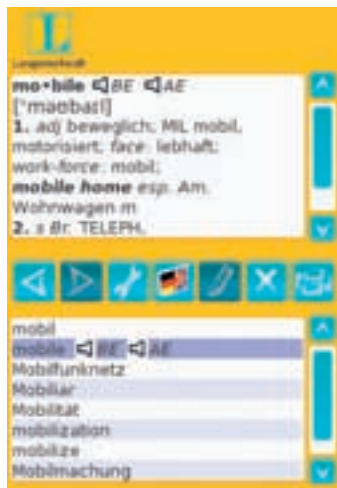 L
Langenscheidt
mo•bile BE AE
['məʊbaɪl]
1. adj beweglich; MIL mobil,
motorisiert; face: lebhaft;
work-force: mobil;
mobile home esp. Am.
Wohnwagen m
2. s Br. TELEPH.
mobil
mobile BE AE
Mobilfunknetz
Mobiliar
Mobilität
mobilization
mobilize
Mobilmachung